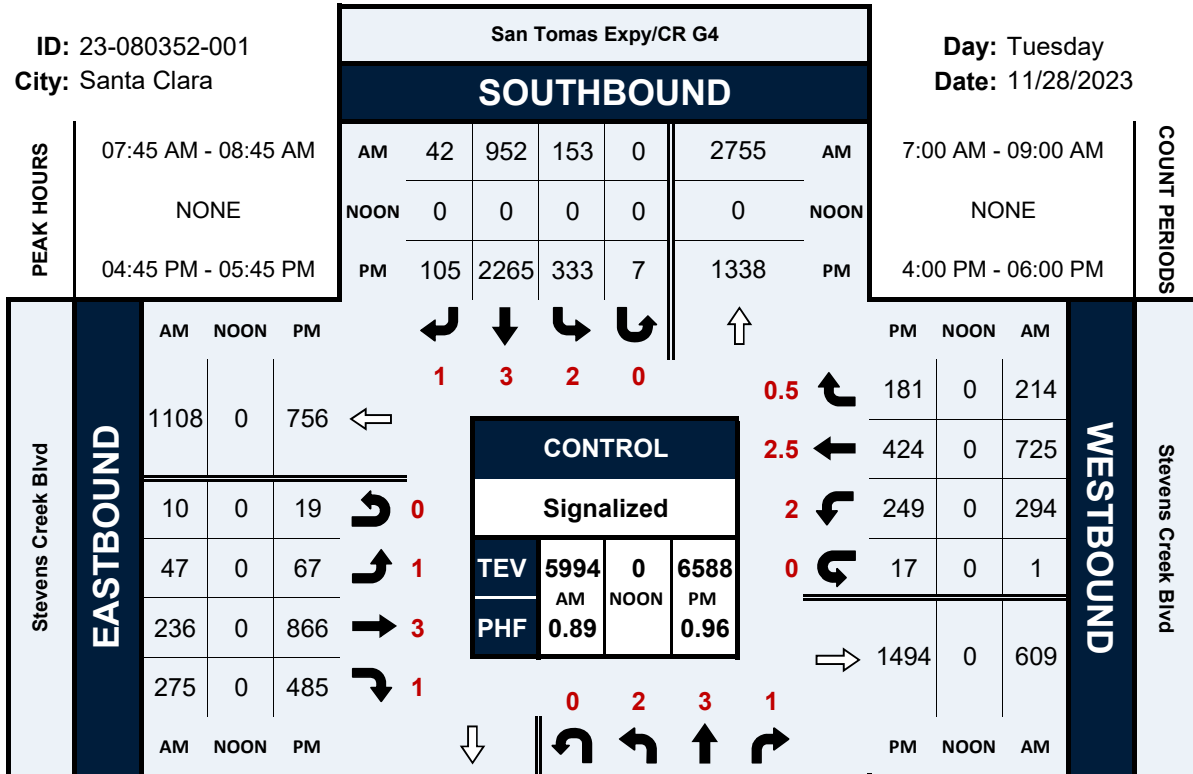 ID: 23-080352-001
City: Santa Clara
San Tomas Expy/CR G4
SOUTHBOUND
Day: Tuesday
Date: 11/28/2023
PEAK HOURS
07:45 AM - 08:45 AM
NONE
04:45 PM - 05:45 PM
AM 42 952 153 0 2755 AM
NOON 0 0 0 0 0 NOON
PM 105 2265 333 7 1338 PM
7:00 AM - 09:00 AM
NONE
4:00 PM - 06:00 PM
COUNT PERIODS
1 3 2 0
Stevens Creek Blvd
EASTBOUND
AM NOON PM
1108 0 756
10 0 19 0
47 0 67 1
236 0 866 3
275 0 485 1
AM NOON PM
CONTROL
Signalized
TEV 5994 0 6588
AM NOON PM
PHF 0.89 0.96
PM NOON AM
0.5 181 0 214
2.5 424 0 725
2 249 0 294
0 17 0 1
1494 0 609
PM NOON AM
WESTBOUND
Stevens Creek Blvd
0 2 3 1